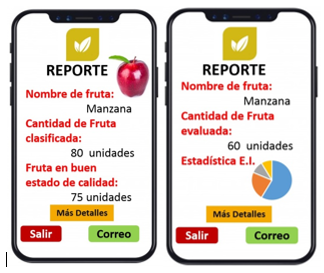 REPORTE
Nombre de fruta:
Manzana
Cantidad de Fruta
clasificada:
80 unidades
Fruta en buen
estado de calidad:
75 unidades
Más Detalles
Salir
Correo
REPORTE
Nombre de fruta:
Manzana
Cantidad de Fruta
evaluada:
60 unidades
Estadística E.I.
Más Detalles
Salir
Correo